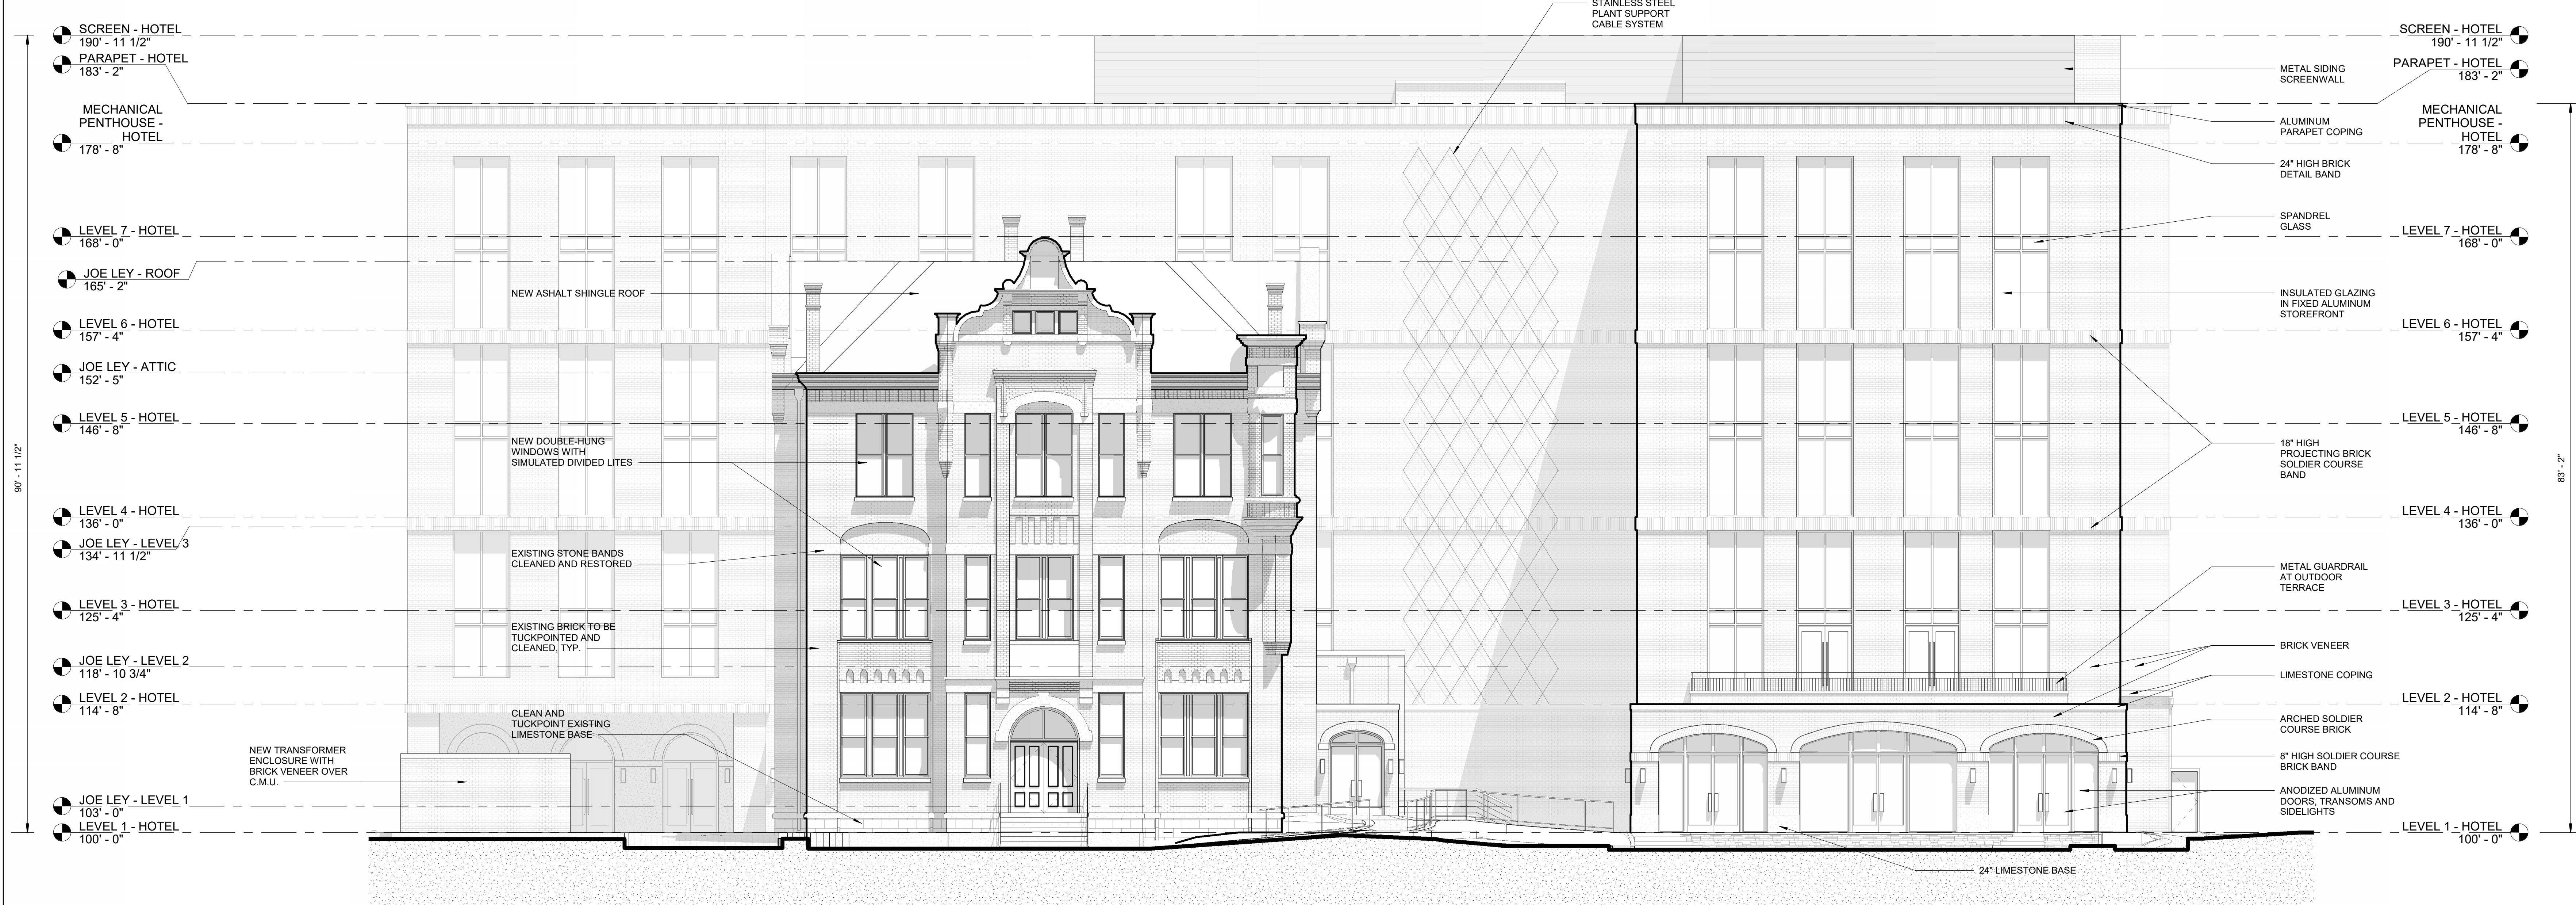 SCREEN - HOTEL
190' - 11 1/2"
PARAPET - HOTEL
183' - 2"
MECHANICAL
PENTHOUSE -
HOTEL
178' - 8"
LEVEL 7 - HOTEL
168' - 0"
JOE LEY - ROOF
165' - 2"
LEVEL 6 - HOTEL
157' - 4"
JOE LEY - ATTIC
152' - 5"
LEVEL 5 - HOTEL
146' - 8"
LEVEL 4 - HOTEL
136' - 0"
JOE LEY - LEVEL 3
134' - 11 1/2"
LEVEL 3 - HOTEL
125' - 4"
JOE LEY - LEVEL 2
118' - 10 3/4"
LEVEL 2 - HOTEL
114' - 8"
JOE LEY - LEVEL 1
103' - 0"
LEVEL 1 - HOTEL
100' - 0"
90' - 11 1/2"
NEW TRANSFORMER
ENCLOSURE WITH
BRICK VENEER OVER
C.M.U.
NEW ASHALT SHINGLE ROOF
NEW DOUBLE-HUNG
WINDOWS WITH
SIMULATED DIVIDED LITES
EXISTING STONE BANDS
CLEANED AND RESTORED
EXISTING BRICK TO BE
TUCKPOINTED AND
CLEANED, TYP.
CLEAN AND
TUCKPOINT EXISTING
LIMESTONE BASE
STAINLESS STEEL
PLANT SUPPORT
CABLE SYSTEM
METAL SIDING
SCREENWALL
ALUMINUM
PARAPET COPING
24" HIGH BRICK
DETAIL BAND
SPANDREL
GLASS
INSULATED GLAZING
IN FIXED ALUMINUM
STOREFRONT
18" HIGH
PROJECTING BRICK
SOLDIER COURSE
BAND
METAL GUARDRAIL
AT OUTDOOR
TERRACE
BRICK VENEER
LIMESTONE COPING
ARCHED SOLDIER
COURSE BRICK
8" HIGH SOLDIER COURSE
BRICK BAND
ANODIZED ALUMINUM
DOORS, TRANSOMS AND
SIDELIGHTS
24" LIMESTONE BASE
SCREEN - HOTEL
190' - 11 1/2"
PARAPET - HOTEL
183' - 2"
MECHANICAL
PENTHOUSE -
HOTEL
178' - 8"
LEVEL 7 - HOTEL
168' - 0"
LEVEL 6 - HOTEL
157' - 4"
LEVEL 5 - HOTEL
146' - 8"
LEVEL 4 - HOTEL
136' - 0"
LEVEL 3 - HOTEL
125' - 4"
LEVEL 2 - HOTEL
114' - 8"
LEVEL 1 - HOTEL
100' - 0"
83' - 2"